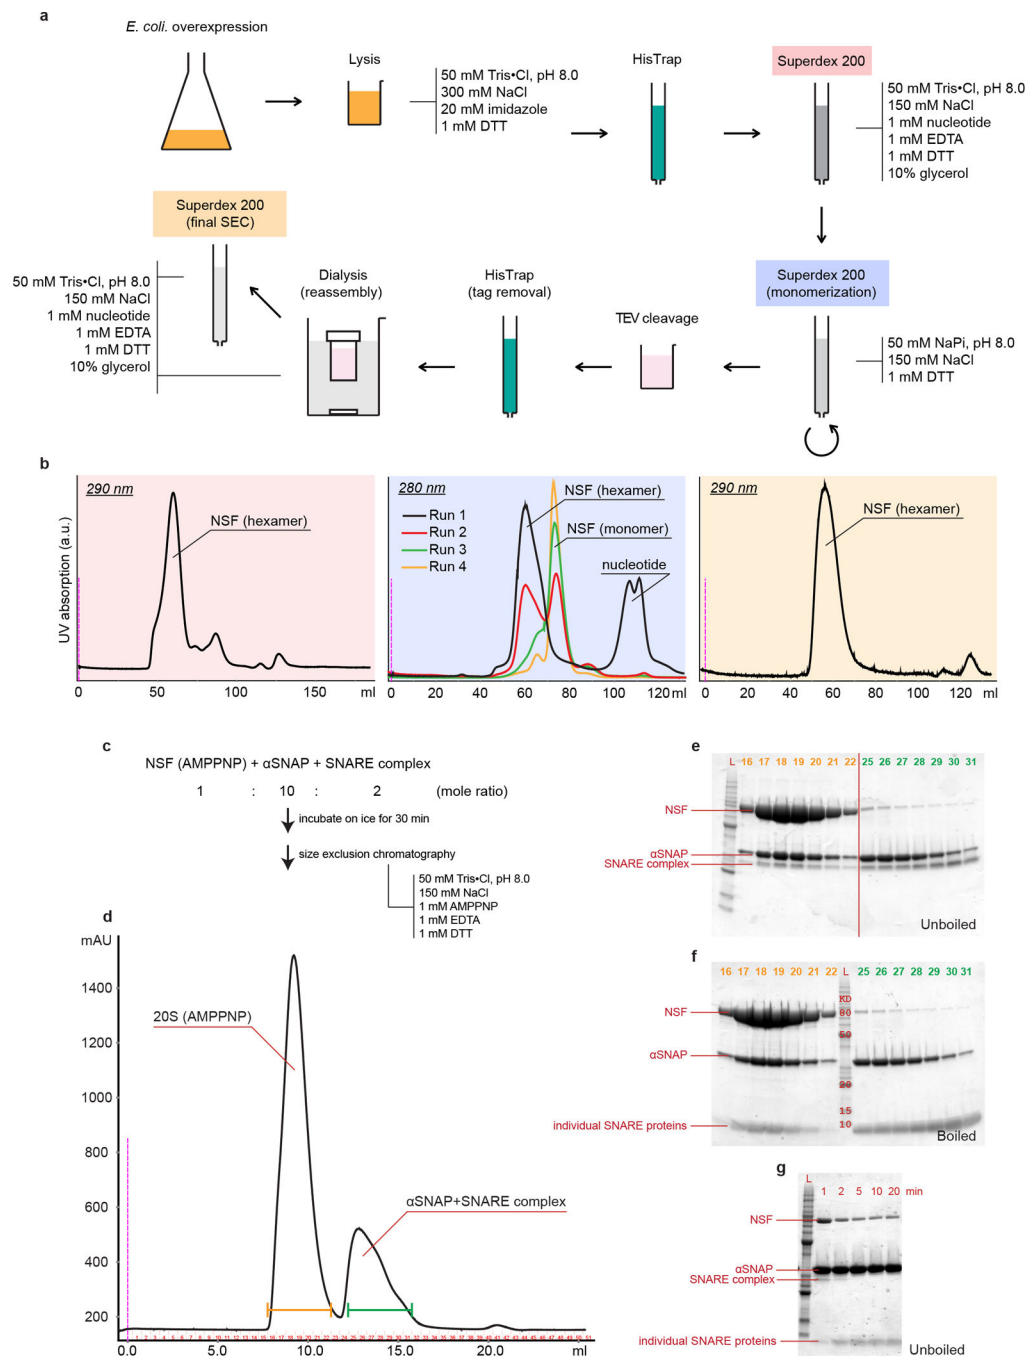 a
E. coli. overexpression
Lysis
50 mM Tris•Cl, pH 8.0
300 mM NaCl
20 mM imidazole
1 mM DTT
HisTrap
Superdex 200
50 mM Tris•Cl, pH 8.0
150 mM NaCl
1 mM nucleotide
1 mM EDTA
1 mM DTT
10% glycerol
Superdex 200
(final SEC)
50 mM Tris•Cl, pH 8.0
150 mM NaCl
1 mM nucleotide
1 mM EDTA
1 mM DTT
10% glycerol
Dialysis
(reassembly)
HisTrap
(tag removal)
TEV cleavage
Superdex 200
(monomerization)
50 mM NaPi, pH 8.0
150 mM NaCl
1 mM DTT
b
UV absorption (a.u.)
290 nm
NSF (hexamer)
0 50 100 150 ml
280 nm
Run 1
Run 2
Run 3
Run 4
NSF (hexamer)
NSF (monomer)
nucleotide
0 20 40 60 80 100 120 ml
290 nm
NSF (hexamer)
0 20 40 60 80 100 120 ml
c
NSF (AMPPNP) + αSNAP + SNARE complex
1 : 10 : 2 (mole ratio)
incubate on ice for 30 min
size exclusion chromatography
50 mM Tris•Cl, pH 8.0
150 mM NaCl
1 mM AMPPNP
1 mM EDTA
1 mM DTT
d
mAU
1400
1200
1000
800
600
400
200
20S (AMPPNP)
αSNAP+SNARE complex
0.0 5.0 10.0 15.0 20.0 ml
e
L 16 17 18 19 20 21 22 25 26 27 28 29 30 31
NSF
αSNAP
SNARE complex
Unboiled
f
16 17 18 19 20 21 22 L 25 26 27 28 29 30 31
KD
NSF
80
50
αSNAP
20
15
individual SNARE proteins
10
Boiled
g
L
1 2 5 10 20 min
NSF
αSNAP
SNARE complex
individual SNARE proteins
Unboiled